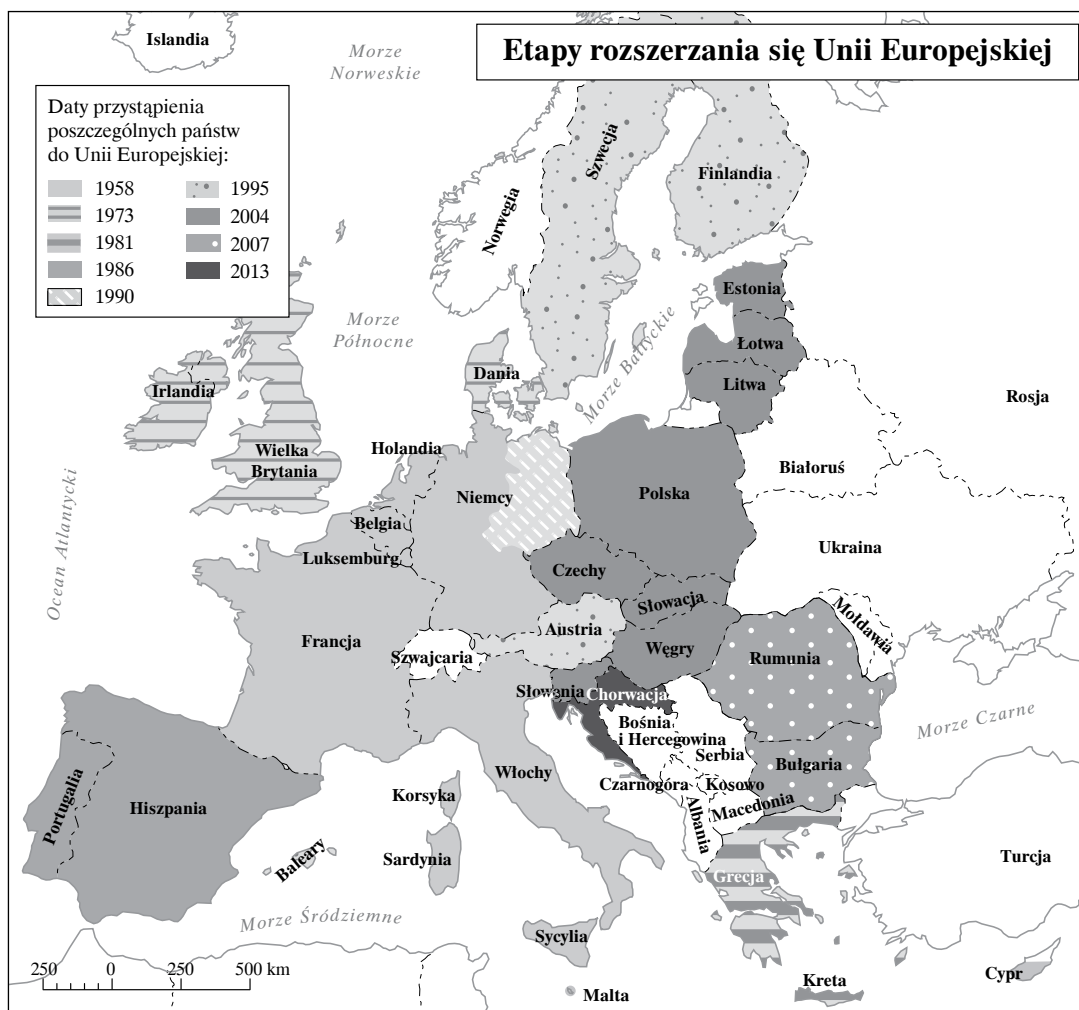 Etapy rozszerzania się Unii Europejskiej
Islandia
Morze
Norweskie
Daty przystąpienia
poszczególnych państw
do Unii Europejskiej:
1958
1973
1981
1986
1990
1995
2004
2007
2013
Szwecja
Finlandia
Norwegia
Morze
Północne
Morze Bałtyckie
Estonia
Łotwa
Litwa
Dania
Irlandia
Wielka
Brytania
Rosja
Holandia
Białoruś
Niemcy
Polska
Ocean Atlantycki
Belgia
Ukraina
Luksemburg
Czechy
Słowacja
Mołdawia
Francja
Austria
Szwajcaria
Węgry
Rumunia
Słowenia
Chorwacja
Bośnia
i Hercegowina
Serbia
Morze Czarne
Włochy
Bułgaria
Czarnogóra
Kosowo
Macedonia
Albania
Portugalia
Hiszpania
Korsyka
Baleary
Sardynia
Grecja
Turcja
Morze Śródziemne
Sycylia
Kreta
Cypr
Malta
250 0 250 500 km